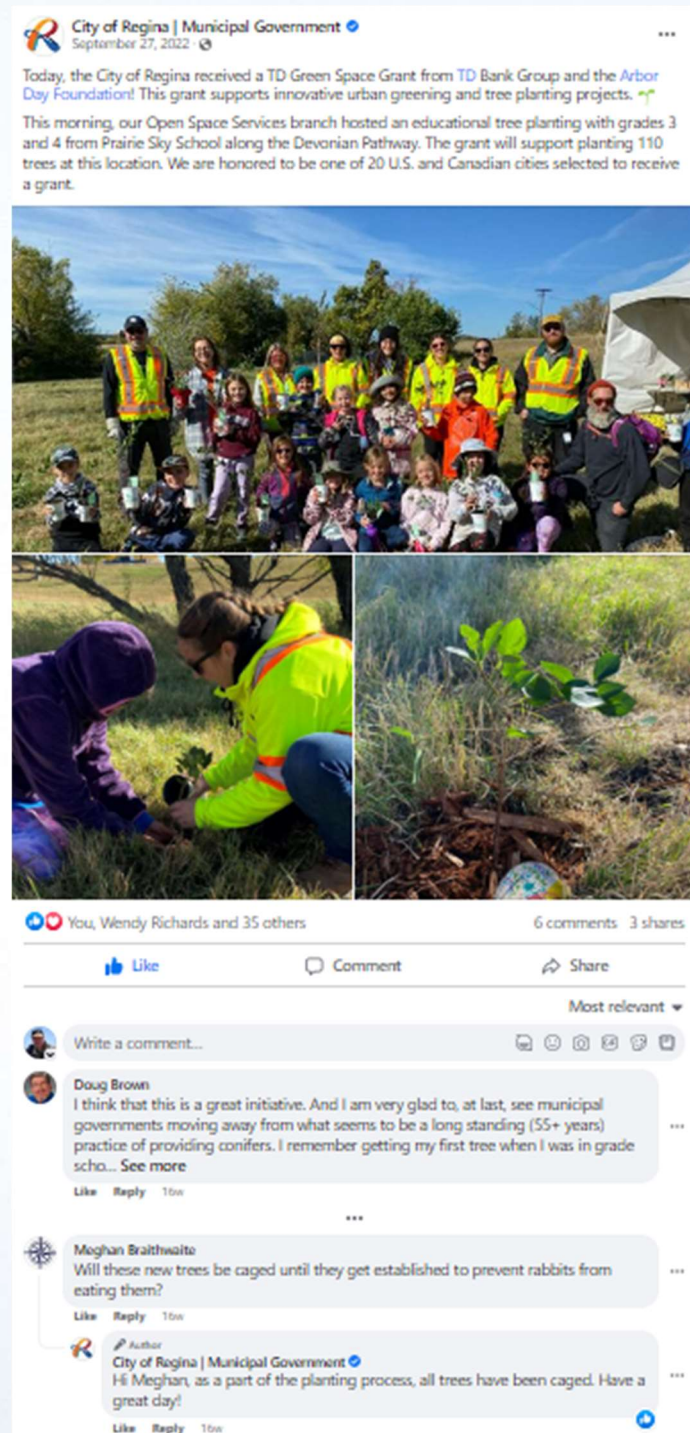 City of Regina | Municipal Government
September 27, 2022 ·
Today, the City of Regina received a TD Green Space Grant from TD Bank Group and the Arbor
Day Foundation! This grant supports innovative urban greening and tree planting projects.
This morning, our Open Space Services branch hosted an educational tree planting with grades 3
and 4 from Prairie Sky School along the Devonian Pathway. The grant will support planting 110
trees at this location. We are honored to be one of 20 U.S. and Canadian cities selected to receive
a grant.
You, Wendy Richards and 35 others
6 comments 3 shares
Like
Comment
Share
Most relevant
Write a comment...
Doug Brown
I think that this is a great initiative. And I am very glad to, at last, see municipal
governments moving away from what seems to be a long standing (55+ years)
practice of providing conifers. I remember getting my first tree when I was in grade
scho... See more
Like Reply 16w
Meghan Braithwaite
Will these new trees be caged until they get established to prevent rabbits from
eating them?
Like Reply 16w
Author
City of Regina | Municipal Government
Hi Meghan, as a part of the planting process, all trees have been caged. Have a
great day!
Like Reply 16w